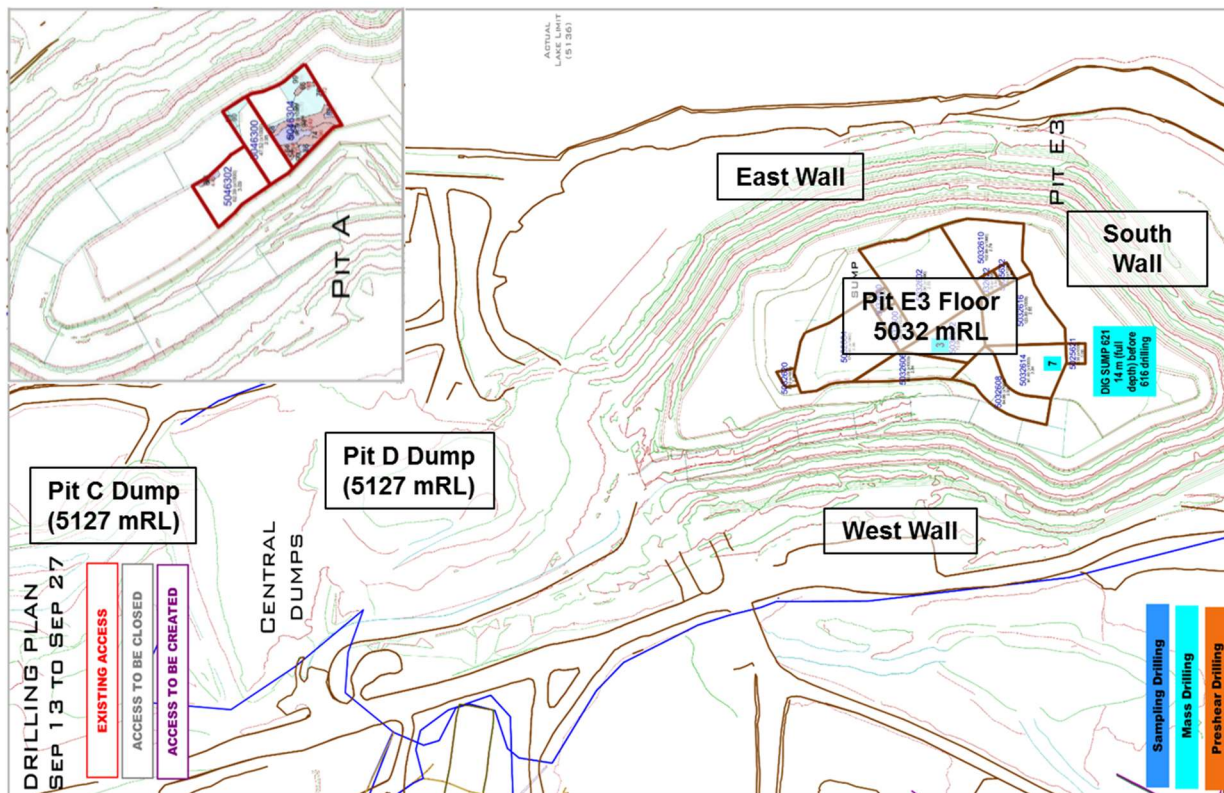 ACTUAL
LAKE LIMIT
(5136)
5046304
5046300
5046302
PIT A
East Wall
PIT E3
South
Wall
SUMP
5032610
Pit E3 Floor
5032 mRL
5032616
5032606
3
5032614
5032608
5025621
7
DIG SUMP 621
14 m (full
depth) before
616 drilling
Pit D Dump
(5127 mRL)
Pit C Dump
(5127 mRL)
West Wall
CENTRAL
DUMPS
DRILLING PLAN
SEP 13 TO SEP 27
EXISTING ACCESS
ACCESS TO BE CLOSED
ACCESS TO BE CREATED
Sampling Drilling
Mass Drilling
Preshear Drilling